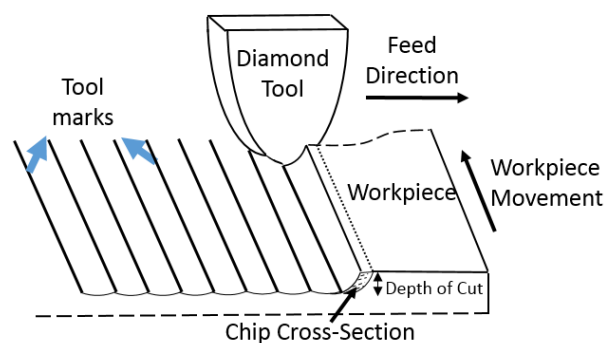 Diamond
Tool
Feed
Direction
Tool
marks
Workpiece
Workpiece
Movement
Depth of Cut
Chip Cross-Section